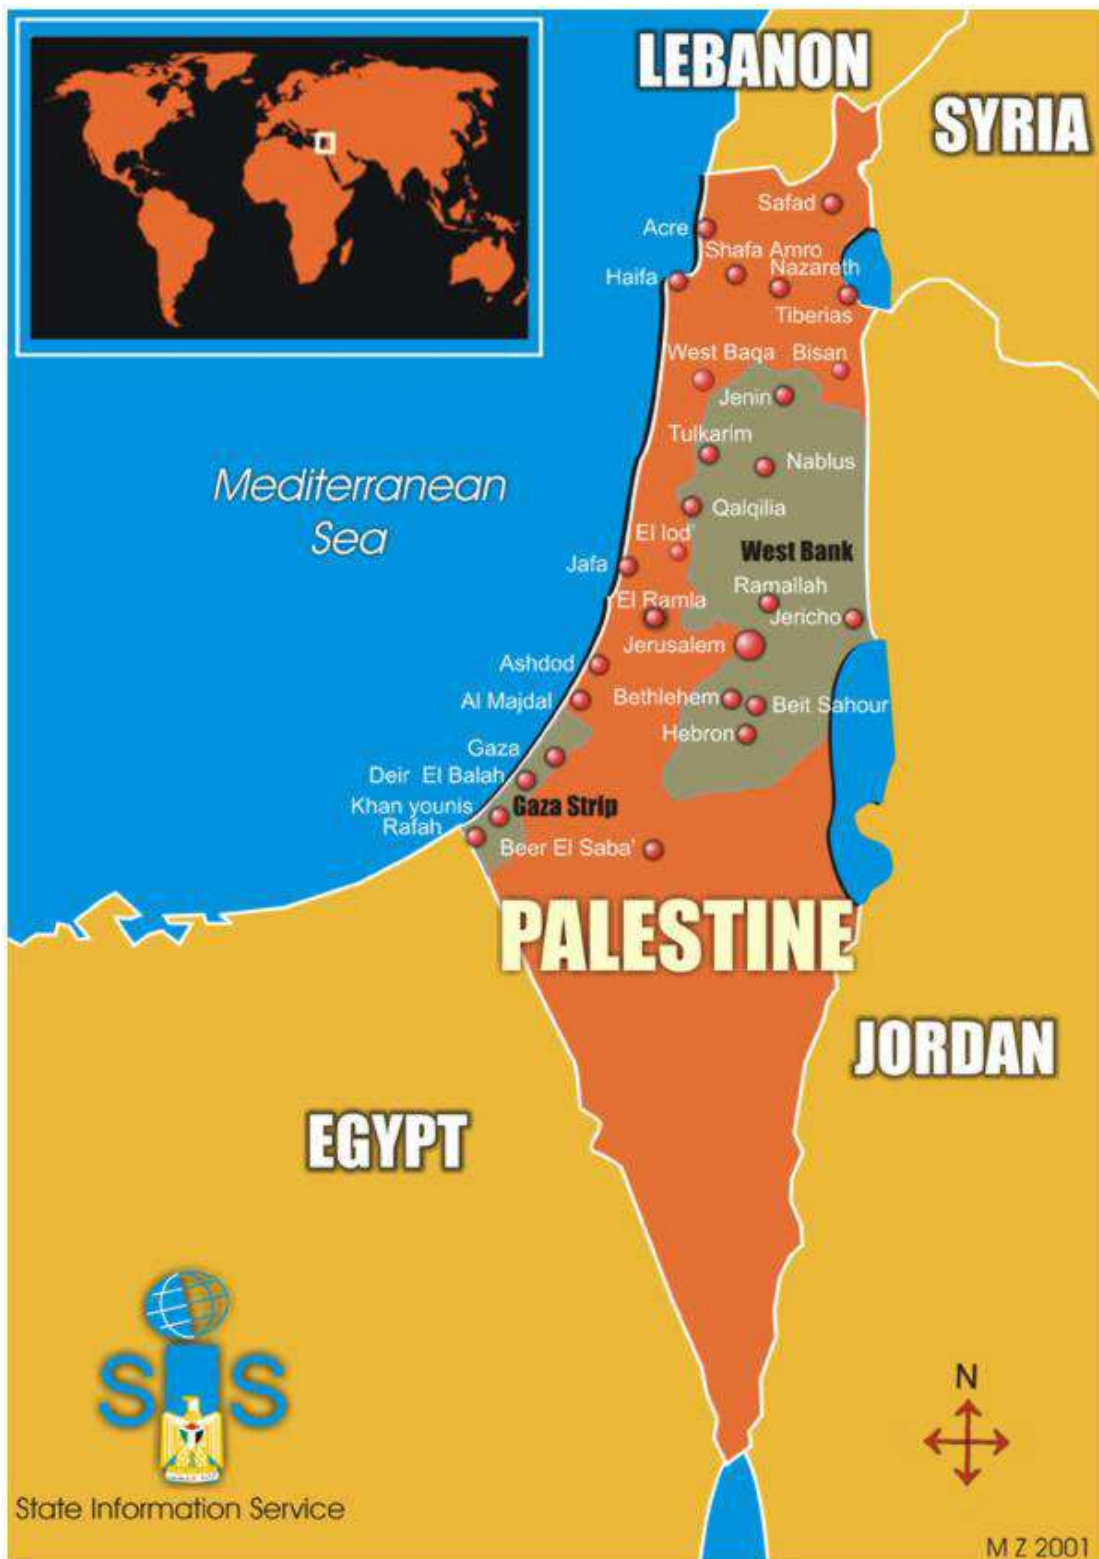 LEBANON
SYRIA
Safad
Acre
Shafa Amro
Nazareth
Haifa
Tiberias
West Baqa
Bisan
Jenin
Tulkarim
Nablus
Mediterranean
Sea
Qalqilia
El lod'
West Bank
Jafa
Ramallah
El Ramla
Jericho
Jerusalem
Ashdod
Al Majdal
Bethlehem
Beit Sahour
Hebron
Gaza
Deir El Balah
Khan younis
Gaza Strip
Rafah
Beer El Saba'
PALESTINE
JORDAN
EGYPT
SiS
State Information Service
N
M Z 2001